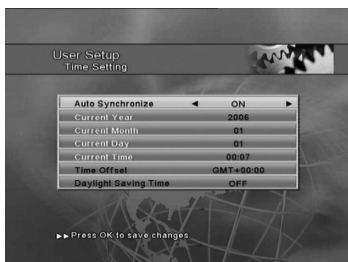 User Setup
Time Setting
Auto Synchronize ◄ ON ►
Current Year 2006
Current Month 01
Current Day 01
Current Time 00:07
Time Offset GMT+00:00
Daylight Saving Time OFF
►►Press OK to save changes